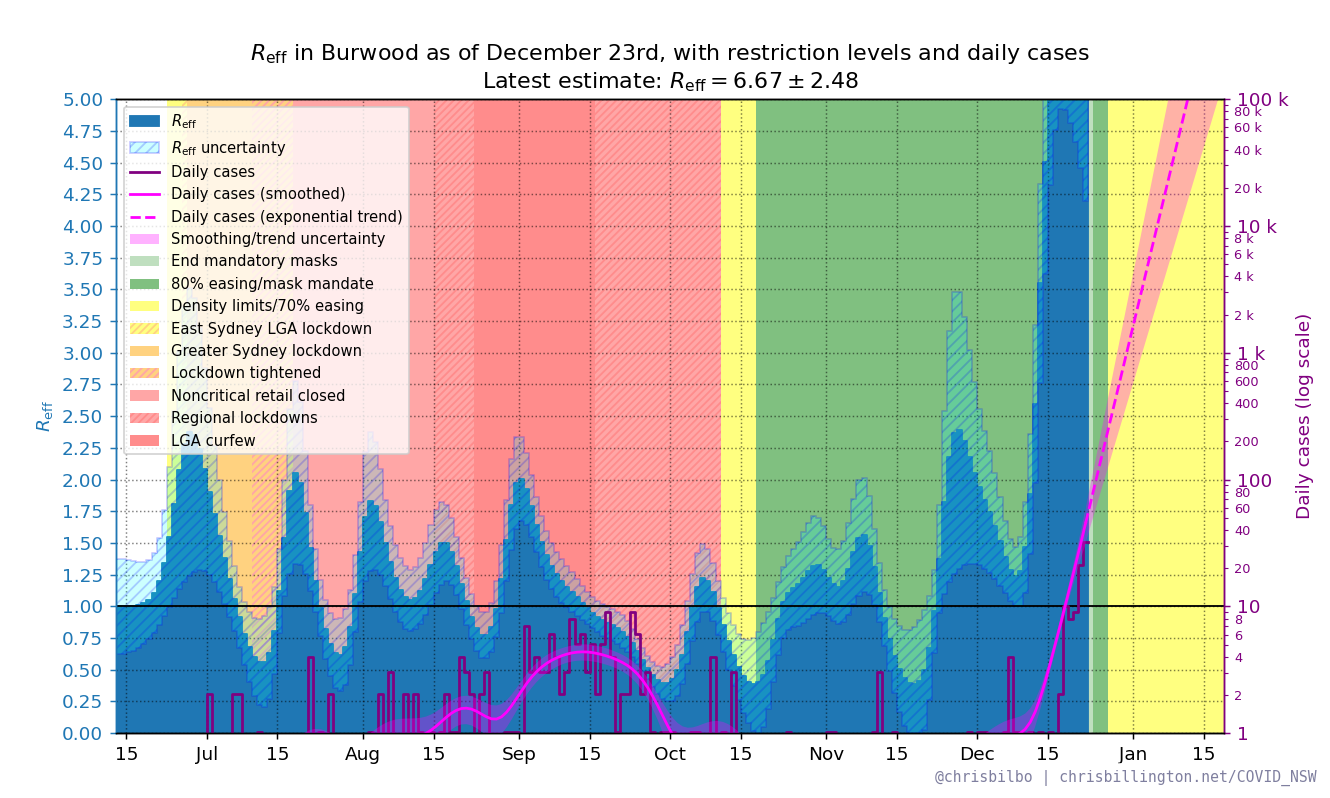 R_eff in Burwood as of December 23rd, with restriction levels and daily cases
Latest estimate: R_eff = 6.67 ± 2.48
R_eff
5.00
4.75
4.50
4.25
4.00
3.75
3.50
3.25
3.00
2.75
2.50
2.25
2.00
1.75
1.50
1.25
1.00
0.75
0.50
0.25
0.00
R_eff
R_eff uncertainty
Daily cases
Daily cases (smoothed)
Daily cases (exponential trend)
Smoothing/trend uncertainty
End mandatory masks
80% easing/mask mandate
Density limits/70% easing
East Sydney LGA lockdown
Greater Sydney lockdown
Lockdown tightened
Noncritical retail closed
Regional lockdowns
LGA curfew
100 k
80 k
60 k
40 k
20 k
10 k
8 k
6 k
4 k
2 k
1 k
800
600
400
200
100
80
60
40
20
10
8
6
4
2
1
Daily cases (log scale)
15 Jul 15 Aug 15 Sep 15 Oct 15 Nov 15 Dec 15 Jan 15
@chrisbilbo | chrisbillington.net/COVID_NSW